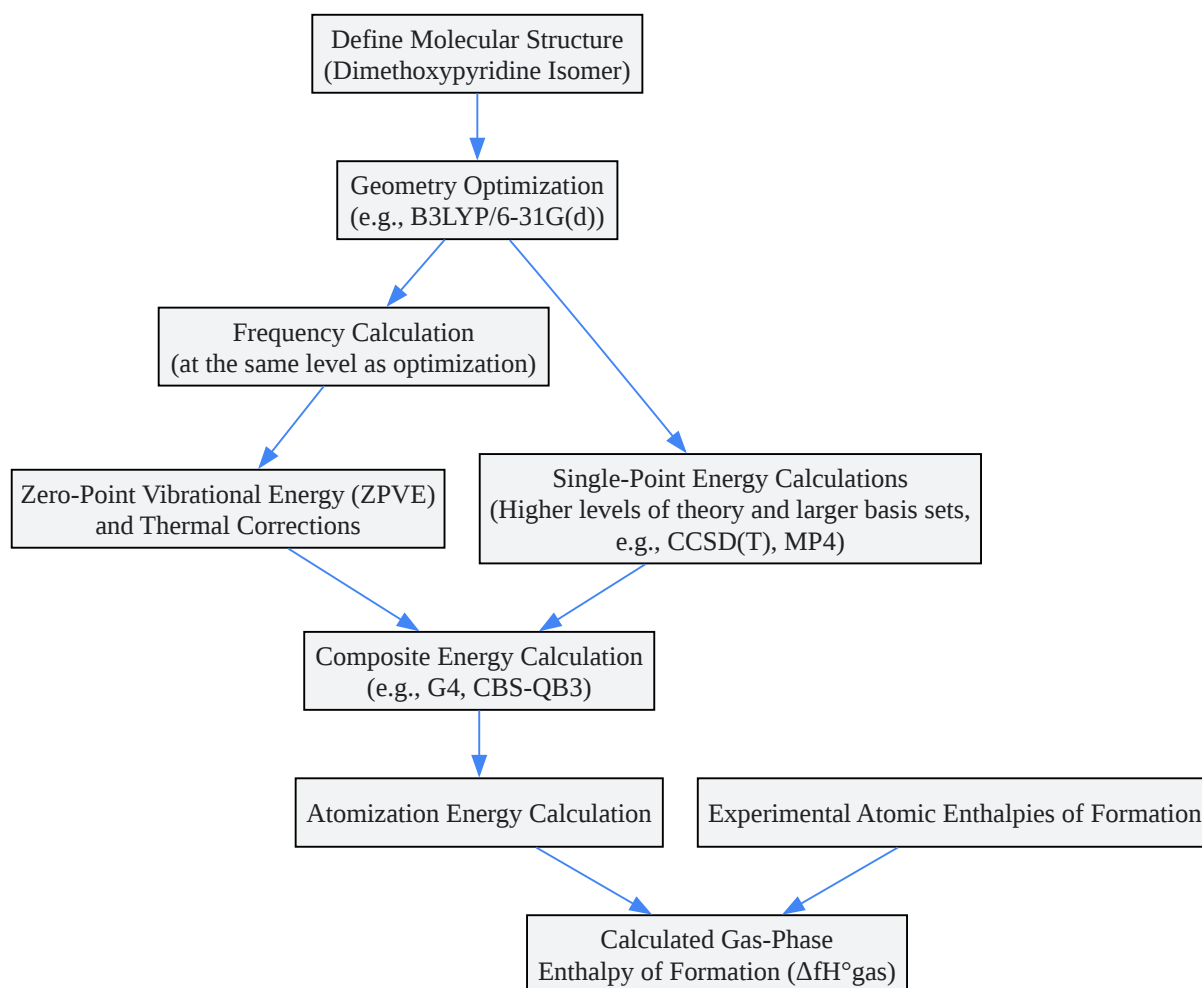 Define Molecular Structure
(Dimethoxypyridine Isomer)
Geometry Optimization
(e.g., B3LYP/6-31G(d))
Frequency Calculation
(at the same level as optimization)
Zero-Point Vibrational Energy (ZPVE)
and Thermal Corrections
Single-Point Energy Calculations
(Higher levels of theory and larger basis sets,
e.g., CCSD(T), MP4)
Composite Energy Calculation
(e.g., G4, CBS-QB3)
Atomization Energy Calculation
Experimental Atomic Enthalpies of Formation
Calculated Gas-Phase
Enthalpy of Formation (ΔfH°gas)